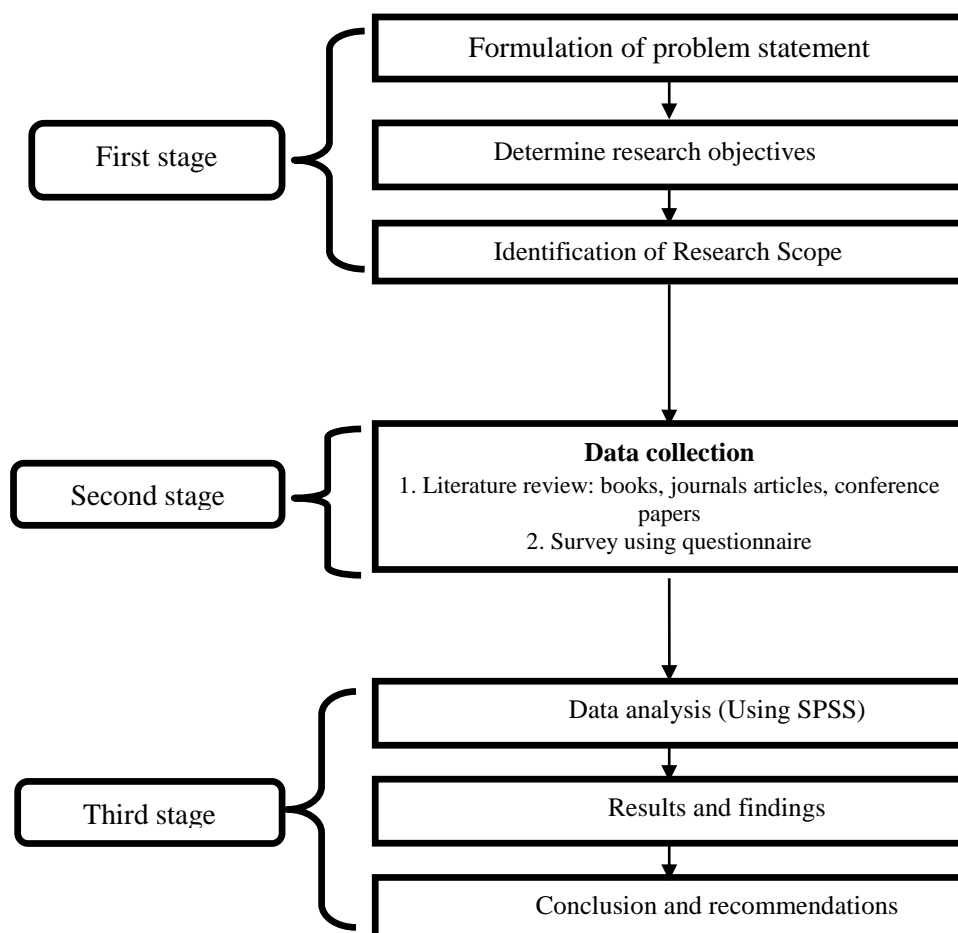 Formulation of problem statement
First stage
Determine research objectives
Identification of Research Scope
Data collection
1. Literature review: books, journals articles, conference
papers
2. Survey using questionnaire
Second stage
Data analysis (Using SPSS)
Third stage
Results and findings
Conclusion and recommendations